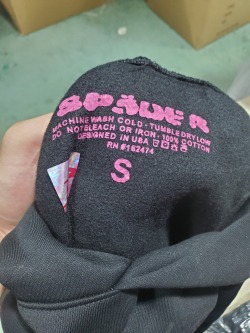 SP5DER
MACHINE WASH COLD · TUMBLE DRY LOW
DO NOT BLEACH OR IRON · 100% COTTON
DESIGNED IN USA
RN #162474
S